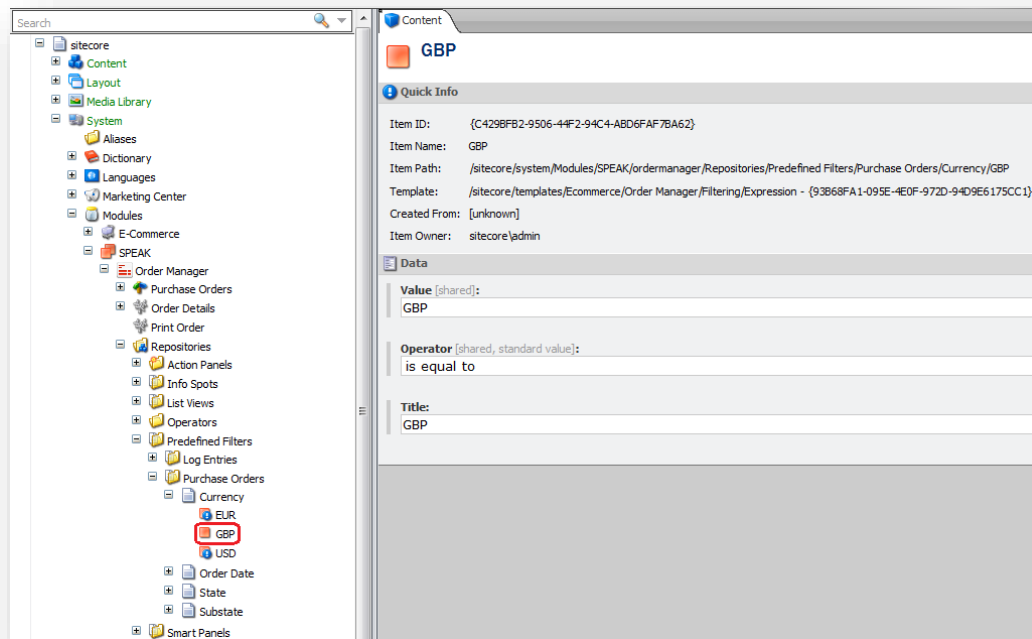 Search
sitecore
Content
Layout
Media Library
System
Aliases
Dictionary
Languages
Marketing Center
Modules
E-Commerce
SPEAK
Order Manager
Purchase Orders
Order Details
Print Order
Repositories
Action Panels
Info Spots
List Views
Operators
Predefined Filters
Log Entries
Purchase Orders
Currency
EUR
GBP
USD
Order Date
State
Substate
Smart Panels
Content
GBP
Quick Info
Item ID: {C429BFB2-9506-44F2-94C4-ABD6FAF7BA62}
Item Name: GBP
Item Path: /sitecore/system/Modules/SPEAK/ordermanager/Repositories/Predefined Filters/Purchase Orders/Currency/GBP
Template: /sitecore/templates/Ecommerce/Order Manager/Filtering/Expression - {93B68FA1-095E-4E0F-972D-94D9E6175CC1}
Created From: [unknown]
Item Owner: sitecore\admin
Data
Value [shared]:
GBP
Operator [shared, standard value]:
is equal to
Title:
GBP